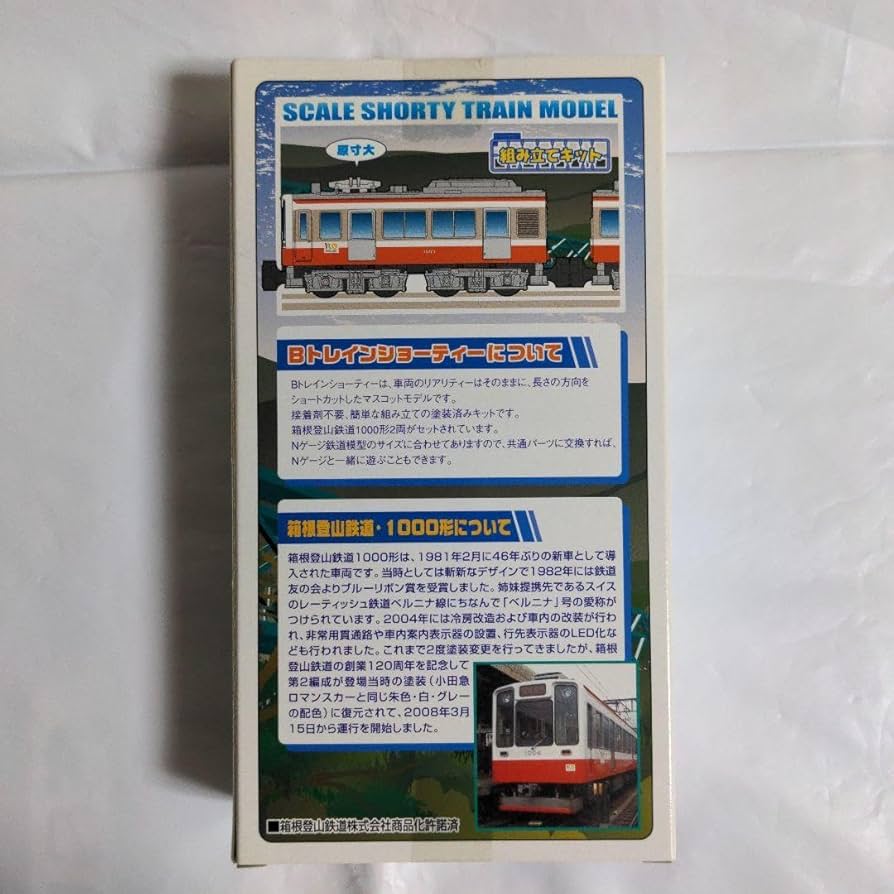 SCALE SHORTY TRAIN MODEL
原寸大
組み立てキット
Bトレインショーティーについて
Bトレインショーティーは、車両のリアリティーはそのままに、長さの方向を
ショートカットしたマスコットモデルです。
接着剤不要、簡単な組み立ての塗装済みキットです。
箱根登山鉄道1000形2両がセットされています。
Nゲージ鉄道模型のサイズに合わせてありますので、共通パーツに交換すれば、
Nゲージと一緒に遊ぶこともできます。
箱根登山鉄道・1000形について
箱根登山鉄道1000形は、1981年2月に46年ぶりの新車として導
入された車両です。当時としては斬新なデザインで1982年には鉄道
友の会よりブルーリボン賞を受賞しました。姉妹提携先であるスイス
のレーティッシュ鉄道ベルニナ線にちなんで「ベルニナ」号の愛称が
つけられています。2004年には冷房改造および車内の改装が行わ
れ、非常用貫通路や車内案内表示器の設置、行先表示器のLED化な
ども行われました。これまで2度塗装変更を行ってきましたが、箱根
登山鉄道の創業120周年を記念して
第2編成が登場当時の塗装(小田急
ロマンスカーと同じ朱色・白・グレー
の配色)に復元されて、2008年3月
15日から運行を開始しました。
1004
■箱根登山鉄道株式会社商品化許諾済